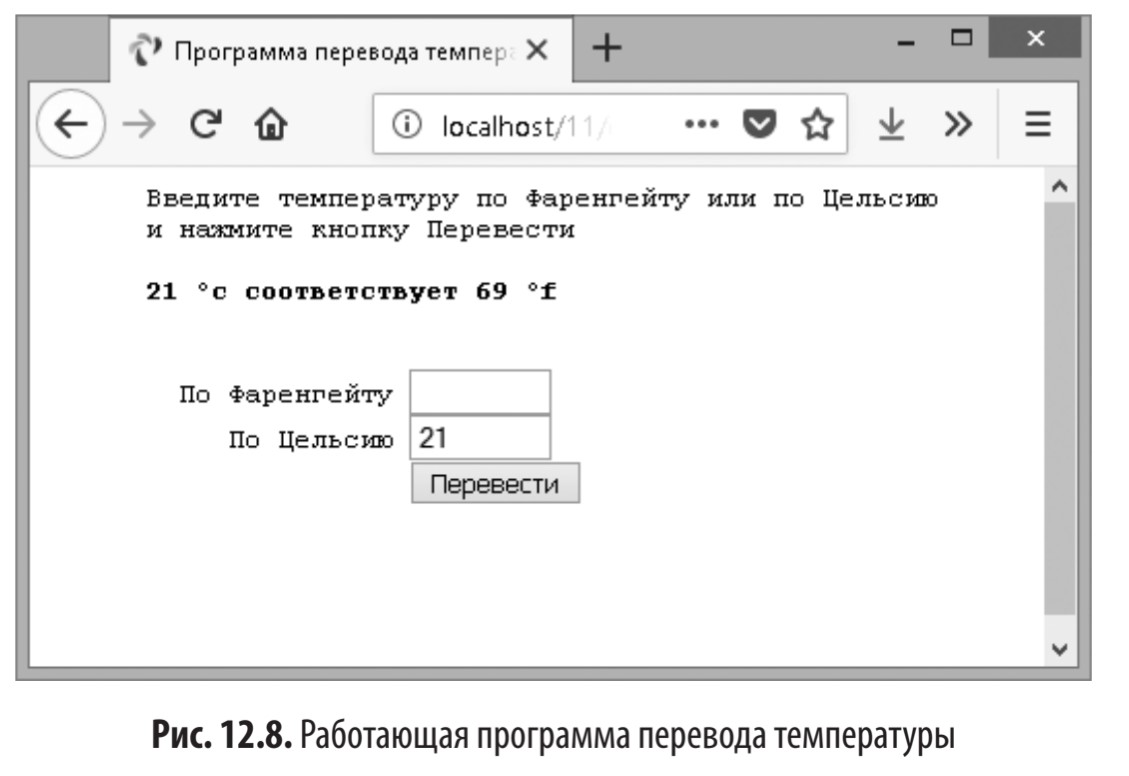 Программа перевода темпера
localhost/11/
Введите температуру по Фаренгейту или по Цельсию
и нажмите кнопку Перевести
21 °c соответствует 69 °f
По Фаренгейту
По Цельсию 21
Перевести
Рис. 12.8. Работающая программа перевода температуры